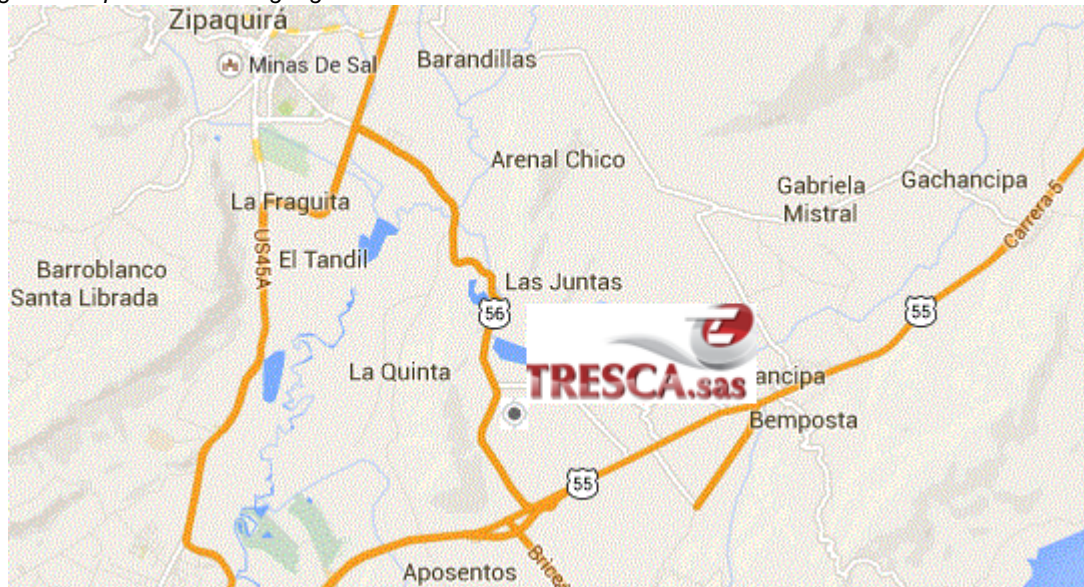 Zipaquirá
Minas De Sal
Barandillas
Arenal Chico
Gabriela
Mistral
Gachancipa
Carrera 5
La Fraguita
US45A
El Tandil
Barroblanco
Santa Librada
Las Juntas
56
55
TRESCA.sas
La Quinta
ancipa
Bemposta
55
Aposentos